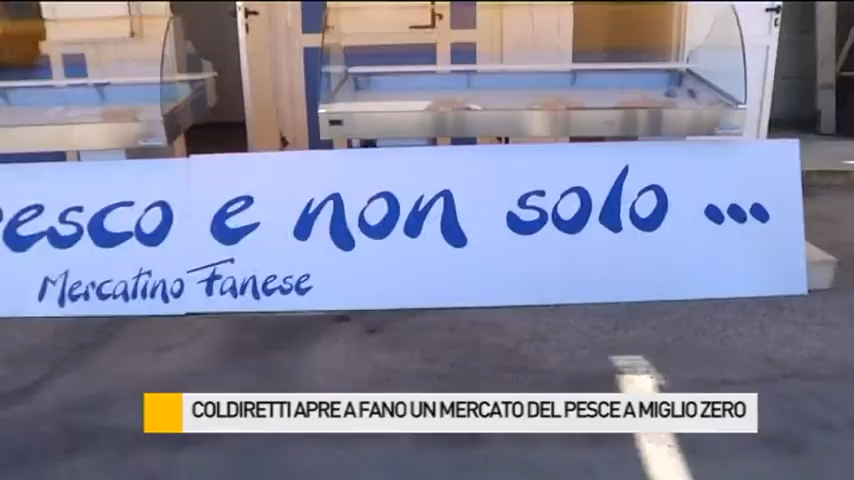 esco e non solo ...
Mercatino Fanese
COLDIRETTI APRE A FANO UN MERCATO DEL PESCE A MIGLIO ZERO